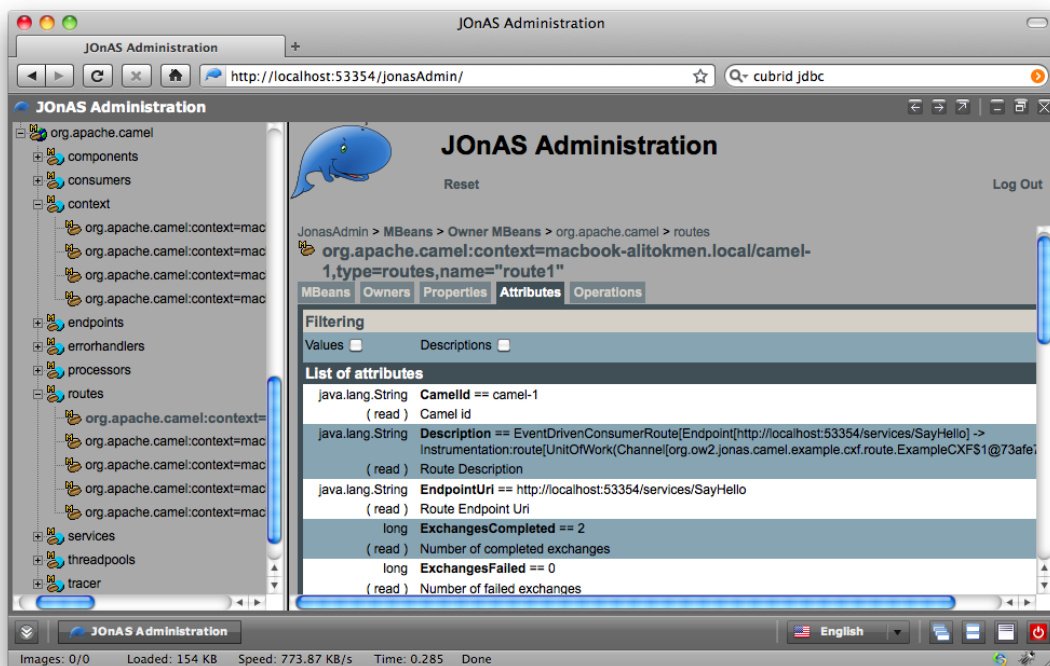 JOnAS Administration
JOnAS Administration
http://localhost:53354/jonasAdmin/
cubrid jdbc
JOnAS Administration
org.apache.camel
components
consumers
context
org.apache.camel:context=mac
org.apache.camel:context=mac
org.apache.camel:context=mac
org.apache.camel:context=mac
endpoints
errorhandlers
processors
routes
org.apache.camel:context=
org.apache.camel:context=mac
org.apache.camel:context=mac
org.apache.camel:context=mac
org.apache.camel:context=mac
services
threadpools
tracer
JOnAS Administration
Reset Log Out
JonasAdmin > MBeans > Owner MBeans > org.apache.camel > routes
org.apache.camel:context=macbook-alitokmen.local/camel-
1,type=routes,name="route1"
MBeans Owners Properties Attributes Operations
Filtering
Values Descriptions
List of attributes
java.lang.String CamelId == camel-1
( read ) Camel id
java.lang.String Description == EventDrivenConsumerRoute[Endpoint[http://localhost:53354/services/SayHello] ->
Instrumentation:route[UnitOfWork(Channel[org.ow2.jonas.camel.example.cxf.route.ExampleCXF$1@73afe7
( read ) Route Description
java.lang.String EndpointUri == http://localhost:53354/services/SayHello
( read ) Route Endpoint Uri
long ExchangesCompleted == 2
( read ) Number of completed exchanges
long ExchangesFailed == 0
( read ) Number of failed exchanges
JOnAS Administration
English
Images: 0/0 Loaded: 154 KB Speed: 773.87 KB/s Time: 0.285 Done